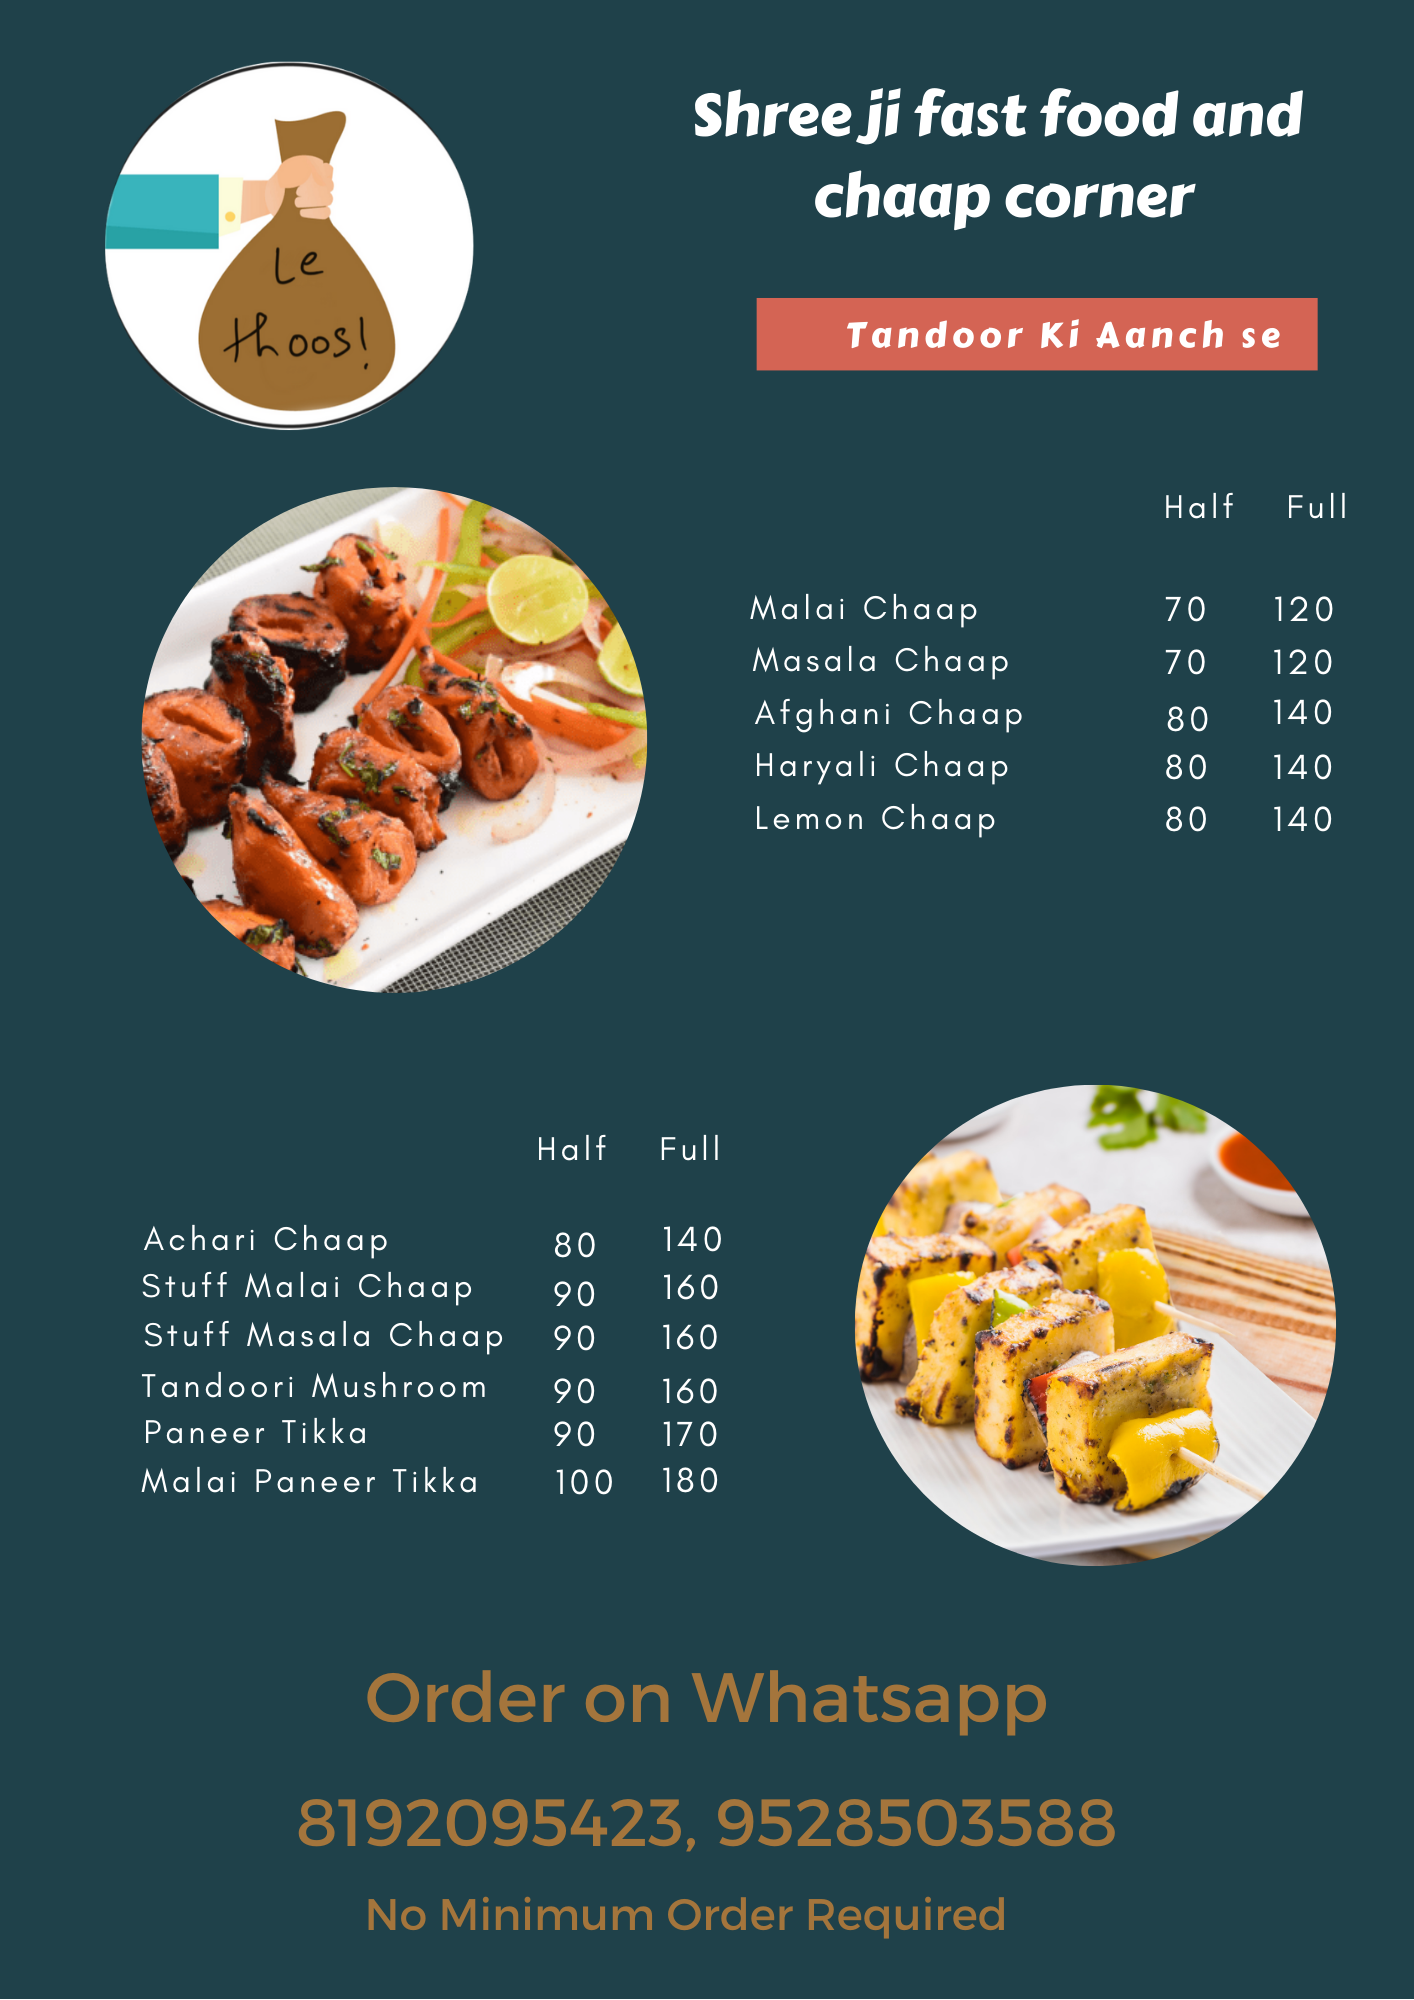 Le
thoos!
Shree ji fast food and
chaap corner
Tandoor Ki Aanch se
Half Full
Malai Chaap 70 120
Masala Chaap 70 120
Afghani Chaap 80 140
Haryali Chaap 80 140
Lemon Chaap 80 140
Half Full
Achari Chaap 80 140
Stuff Malai Chaap 90 160
Stuff Masala Chaap 90 160
Tandoori Mushroom 90 160
Paneer Tikka 90 170
Malai Paneer Tikka 100 180
Order on Whatsapp
8192095423, 9528503588
No Minimum Order Required